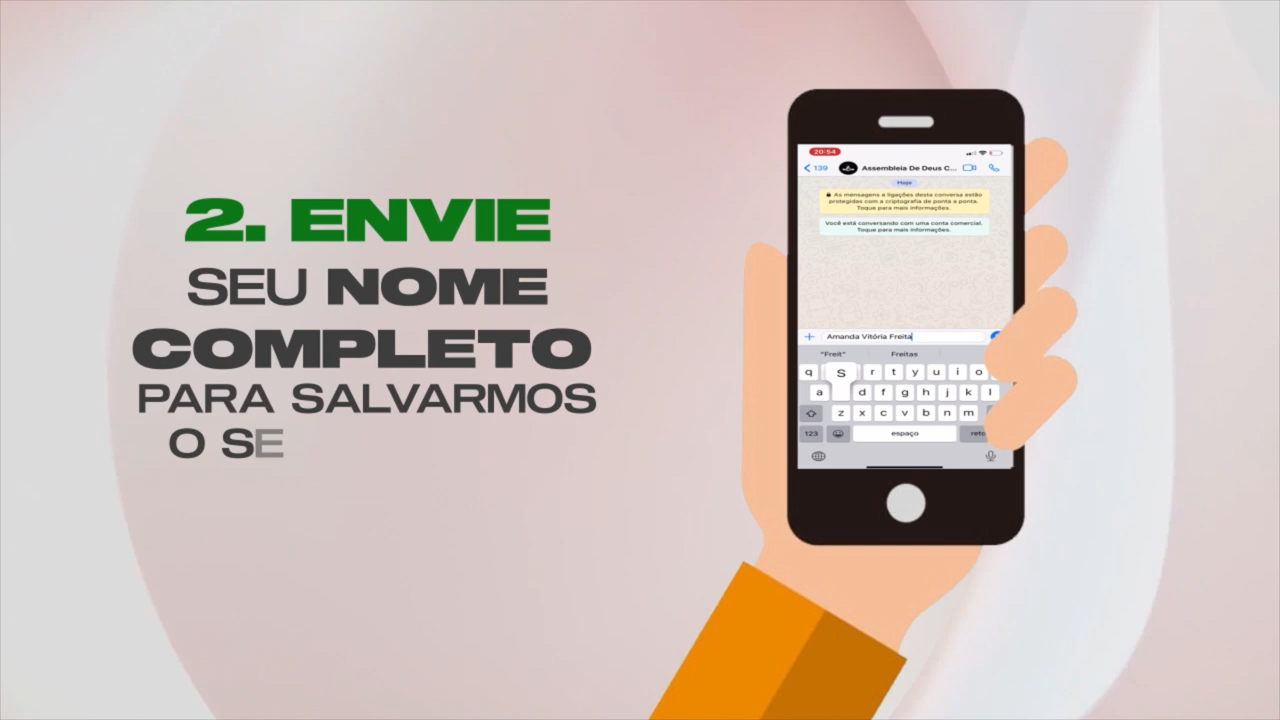 2. ENVIE
SEU NOME
COMPLETO
PARA SALVARMOS
O SE
20:54
139
Assembleia De Deus C...
Hoje
As mensagens e ligações desta conversa estão
protegidas com a criptografia de ponta a ponta.
Toque para mais informações.
Você está conversando com uma conta comercial.
Toque para mais informações.
Amanda Vitória Freita
"Freit" Freitas
q S r t y u i o
a d f g h j k l
z x c v b n m
123 espaço reto